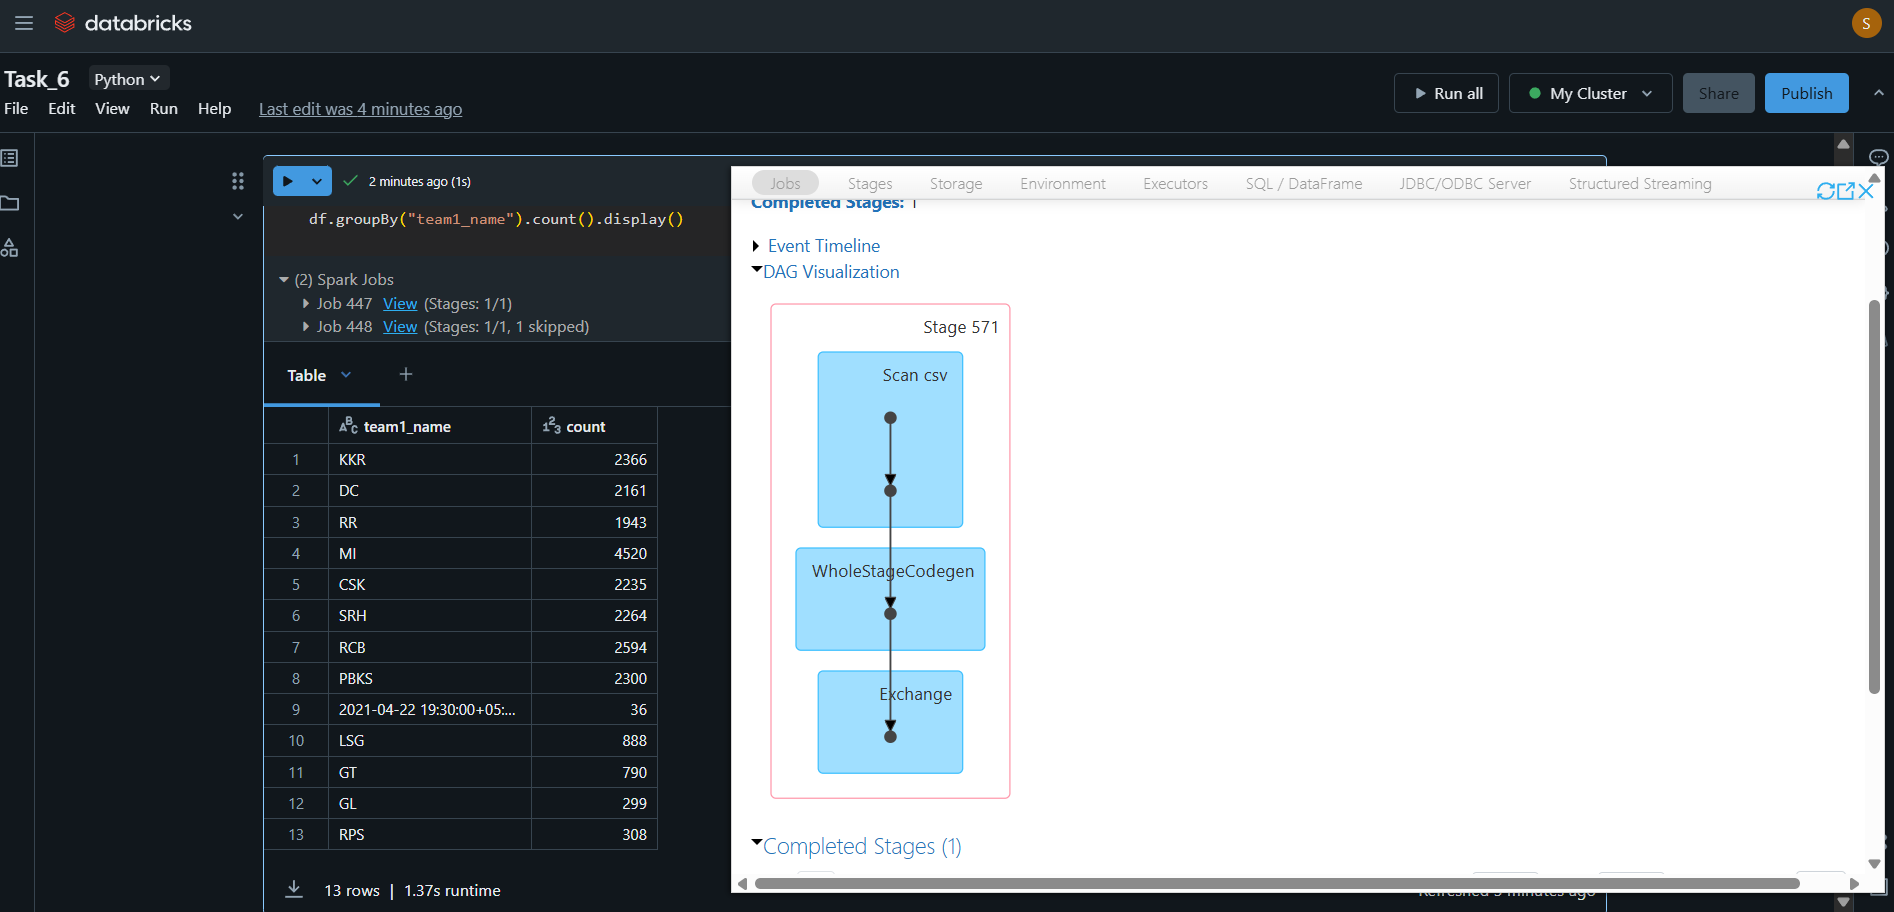 databricks
S
Task_6 Python
File Edit View Run Help Last edit was 4 minutes ago
Run all My Cluster Share Publish
2 minutes ago (1s)
df.groupBy("team1_name").count().display()
(2) Spark Jobs
Job 447 View (Stages: 1/1)
Job 448 View (Stages: 1/1, 1 skipped)
Table +
team1_name count
1 KKR 2366
2 DC 2161
3 RR 1943
4 MI 4520
5 CSK 2235
6 SRH 2264
7 RCB 2594
8 PBKS 2300
9 2021-04-22 19:30:00+05:... 36
10 LSG 888
11 GT 790
12 GL 299
13 RPS 308
13 rows | 1.37s runtime
Jobs Stages Storage Environment Executors SQL / DataFrame JDBC/ODBC Server Structured Streaming
Completed Stages: 1
Event Timeline
DAG Visualization
Stage 571
Scan csv
WholeStageCodegen
Exchange
Completed Stages (1)
Refreshed minutes ago